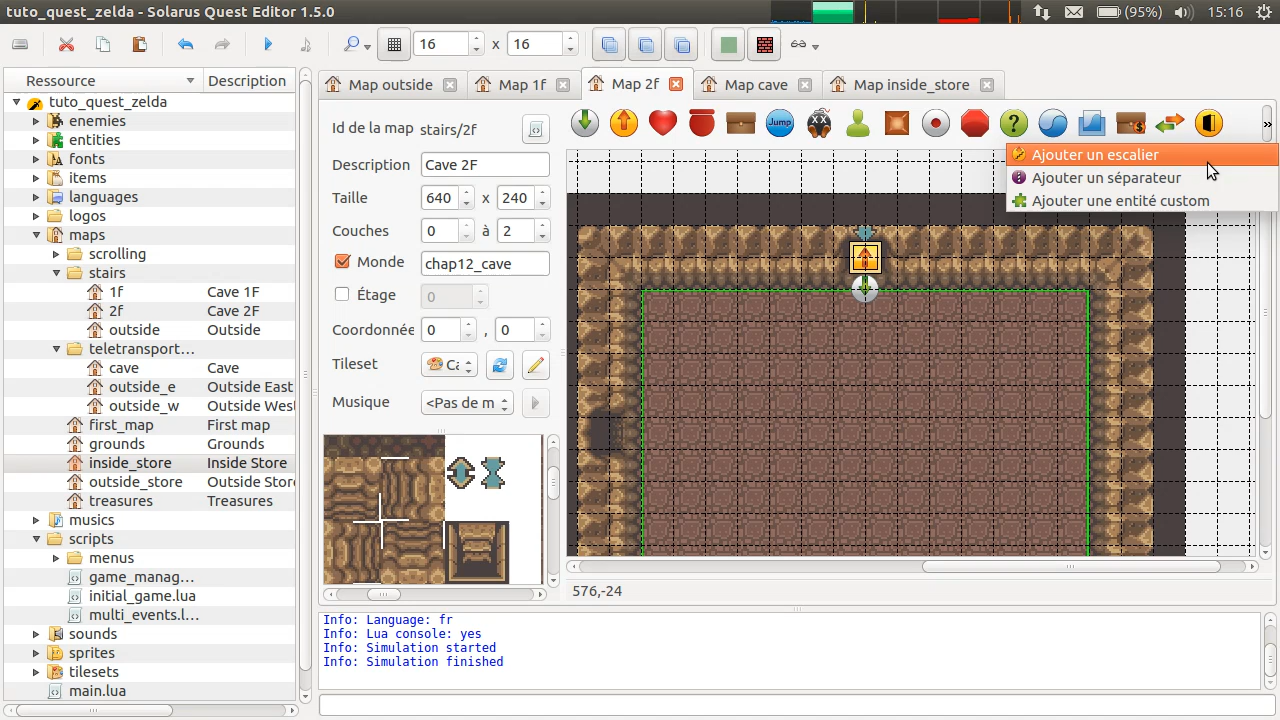 tuto_quest_zelda - Solarus Quest Editor 1.5.0
(95%)
15:16
16 x 16
Ressource
Description
tuto_quest_zelda
enemies
entities
fonts
items
languages
logos
maps
scrolling
stairs
1f Cave 1F
2f Cave 2F
outside Outside
teletransport...
cave Cave
outside_e Outside East
outside_w Outside West
first_map First map
grounds Grounds
inside_store Inside Store
outside_store Outside Store
treasures Treasures
musics
scripts
menus
game_manag...
initial_game.lua
multi_events.l...
sounds
sprites
tilesets
main.lua
Map outside
Map 1f
Map 2f
Map cave
Map inside_store
Id de la map stairs/2f
Description Cave 2F
Taille 640 x 240
Couches 0 à 2
Monde chap12_cave
Étage 0
Coordonnée 0 , 0
Tileset Ca
Musique <Pas de m
Jump
?
$
»
Ajouter un escalier
Ajouter un séparateur
Ajouter une entité custom
576,-24
Info: Language: fr
Info: Lua console: yes
Info: Simulation started
Info: Simulation finished